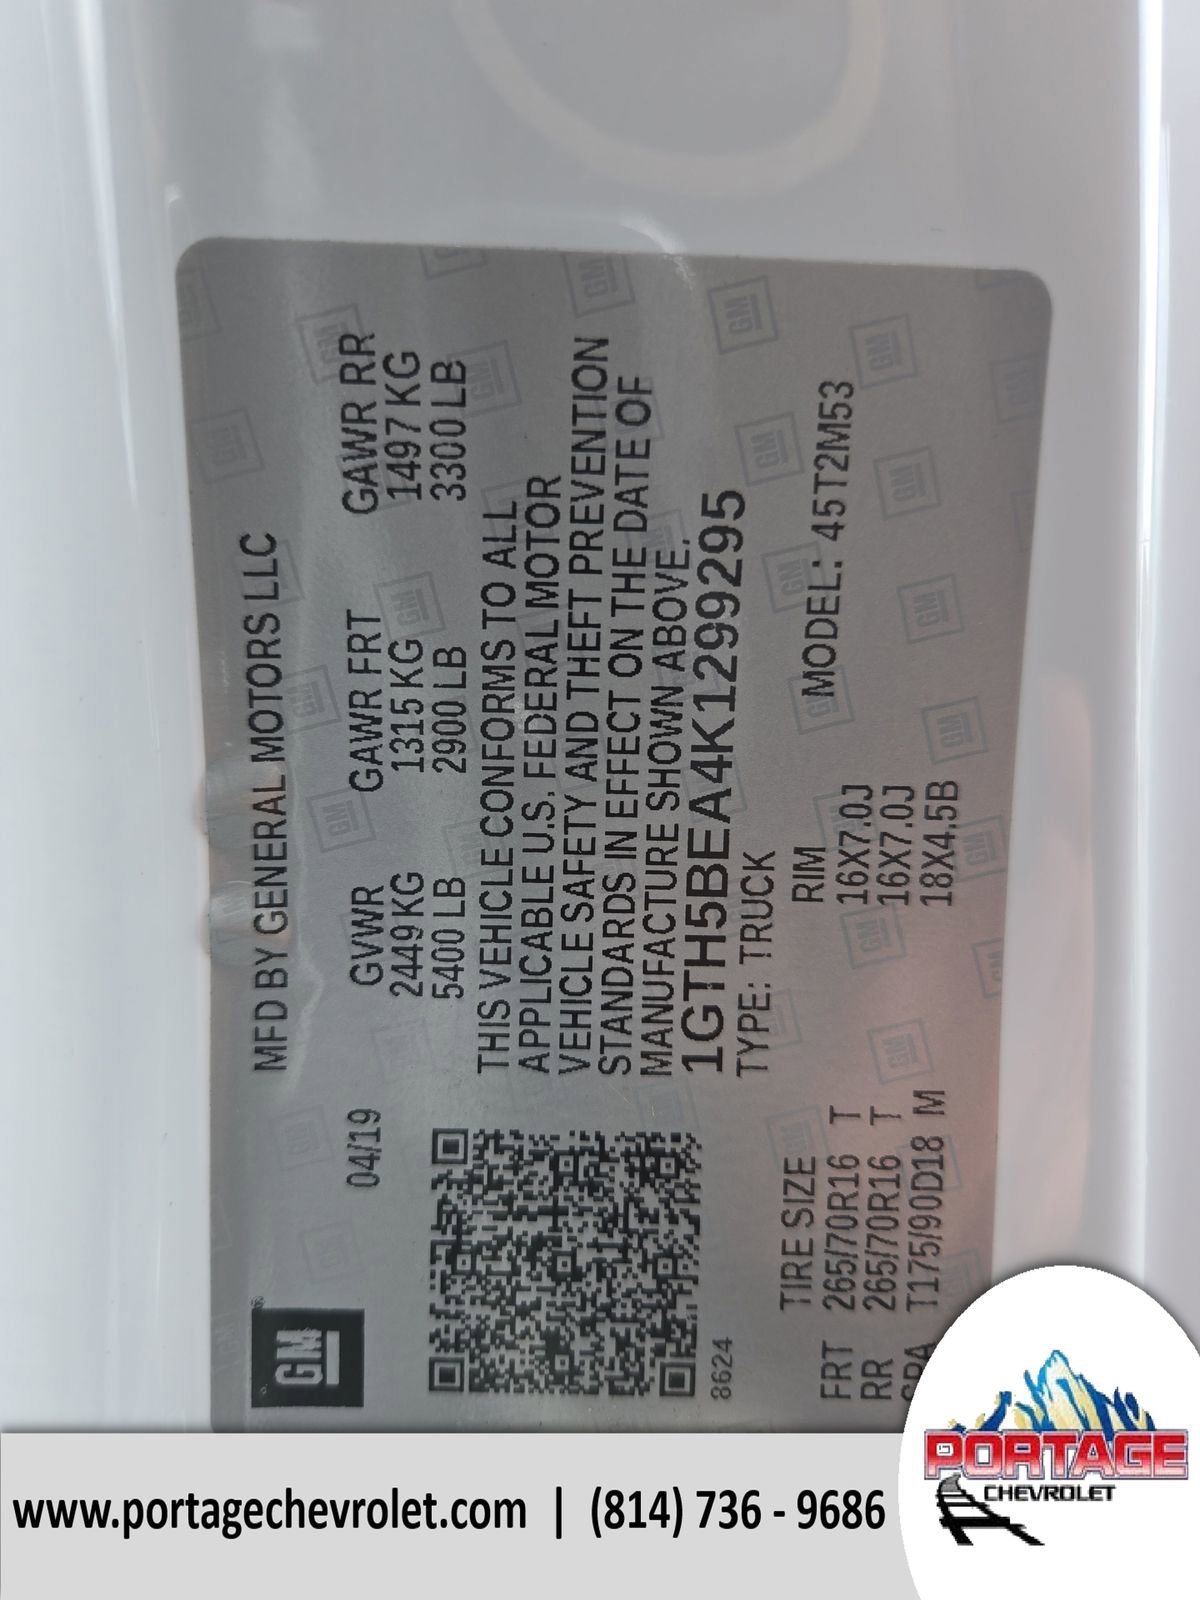 GM
MFD BY GENERAL MOTORS LLC
04/19
GVWR GAWR FRT GAWR RR
2449 KG 1315 KG 1497 KG
5400 LB 2900 LB 3300 LB
THIS VEHICLE CONFORMS TO ALL
APPLICABLE U.S. FEDERAL MOTOR
VEHICLE SAFETY AND THEFT PREVENTION
STANDARDS IN EFFECT ON THE DATE OF
MANUFACTURE SHOWN ABOVE.
1GTH5BEA4K1299295
8624
TYPE: TRUCK
TIRE SIZE RIM MODEL: 45T2M53
FRT 265/70R16 T 16X7.0J
RR 265/70R16 T 16X7.0J
SPA T175/90D18 M 18X4.5B
www.portagechevrolet.com | (814) 736 - 9686
PORTAGE
CHEVROLET